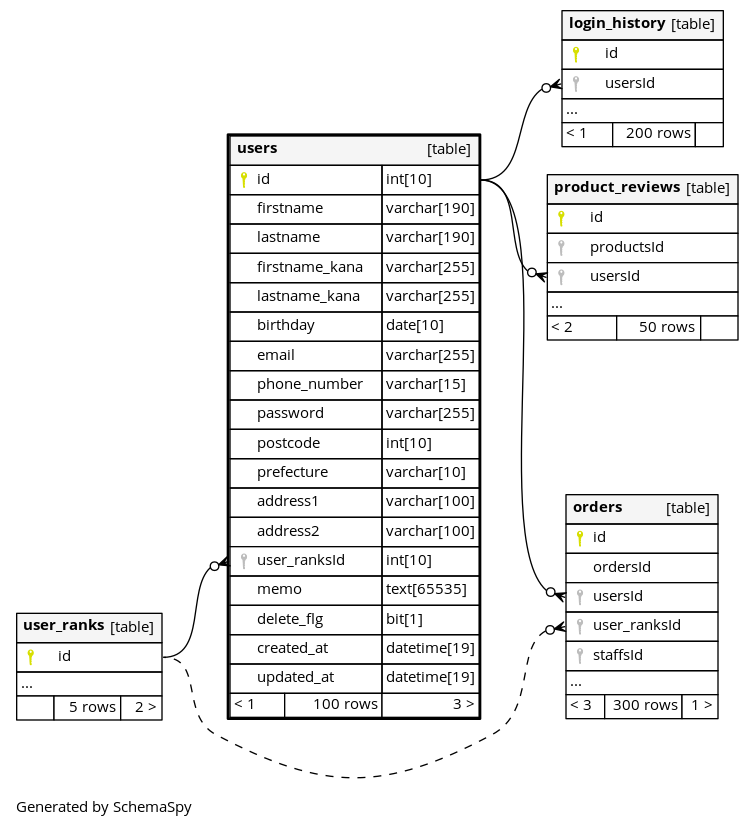 login_history [table]
id
usersId
...
< 1 200 rows
users [table]
id int[10]
firstname varchar[190]
lastname varchar[190]
firstname_kana varchar[255]
lastname_kana varchar[255]
birthday date[10]
email varchar[255]
phone_number varchar[15]
password varchar[255]
postcode int[10]
prefecture varchar[10]
address1 varchar[100]
address2 varchar[100]
user_ranksId int[10]
memo text[65535]
delete_flg bit[1]
created_at datetime[19]
updated_at datetime[19]
< 1 100 rows 3 >
product_reviews [table]
id
productsId
usersId
...
< 2 50 rows
orders [table]
id
ordersId
usersId
user_ranksId
staffsId
...
< 3 300 rows 1 >
user_ranks [table]
id
...
5 rows 2 >
Generated by SchemaSpy